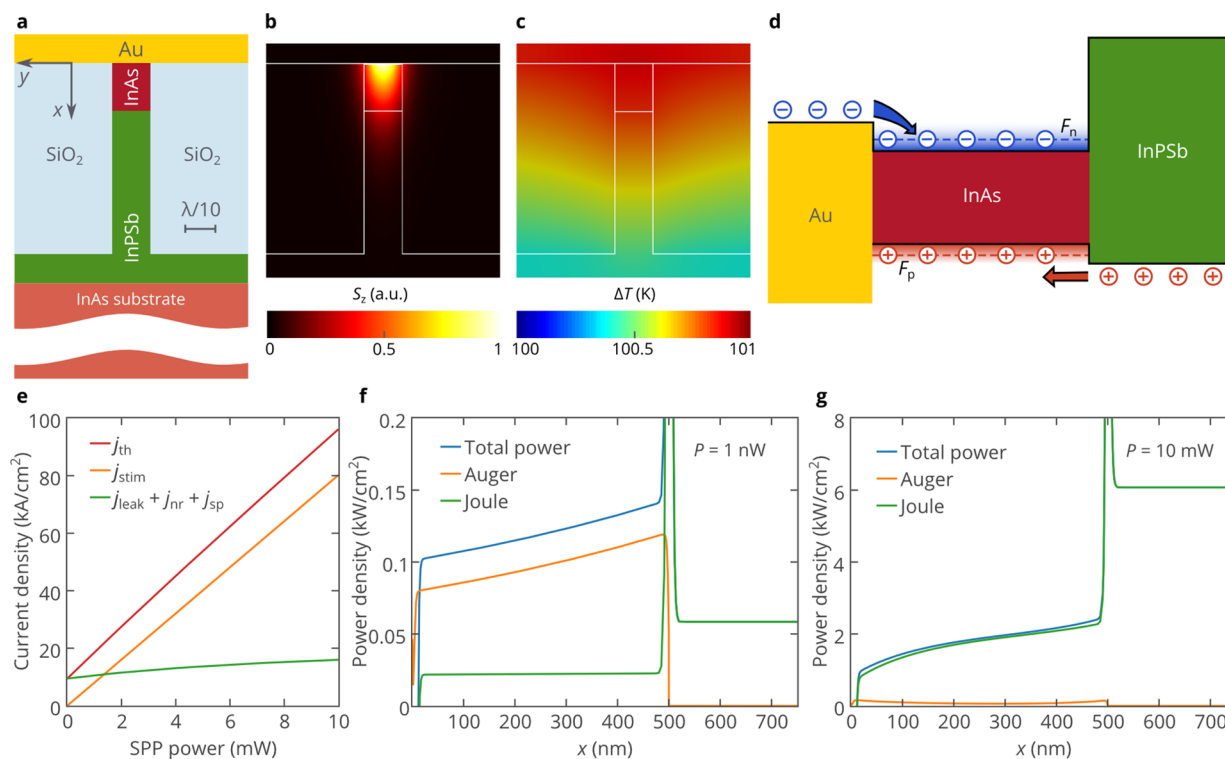 a
Au
y
x
InAs
SiO2
SiO2
InPSb
λ/10
InAs substrate
b
Sz (a.u.)
0
0.5
1
c
ΔT (K)
100
100.5
101
d
Fn
InPSb
InAs
Au
Fp
e
Current density (kA/cm2)
100
80
60
40
20
0
jth
jstim
jleak + jnr + jsp
0
2
4
6
8
10
SPP power (mW)
f
Power density (kW/cm2)
0.2
0.15
0.1
0.05
0
Total power
Auger
Joule
P = 1 nW
100
200
300
400
500
600
700
x (nm)
g
Power density (kW/cm2)
8
6
4
2
0
Total power
Auger
Joule
P = 10 mW
0
100
200
300
400
500
600
700
x (nm)